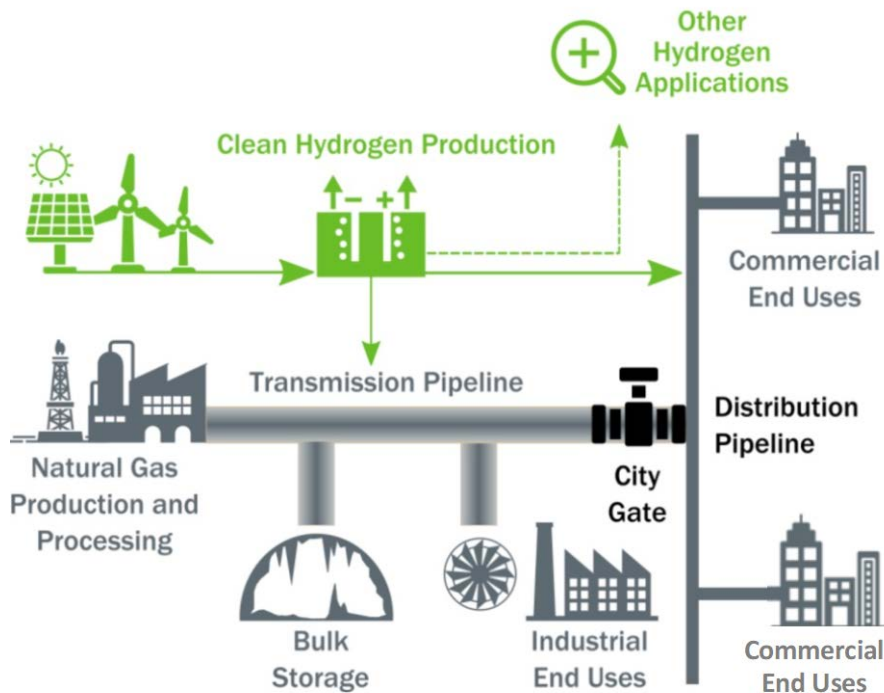 Other
Hydrogen
Applications
Clean Hydrogen Production
Commercial
End Uses
Transmission Pipeline
Distribution
Pipeline
Natural Gas
Production and
Processing
City
Gate
Bulk
Storage
Industrial
End Uses
Commercial
End Uses